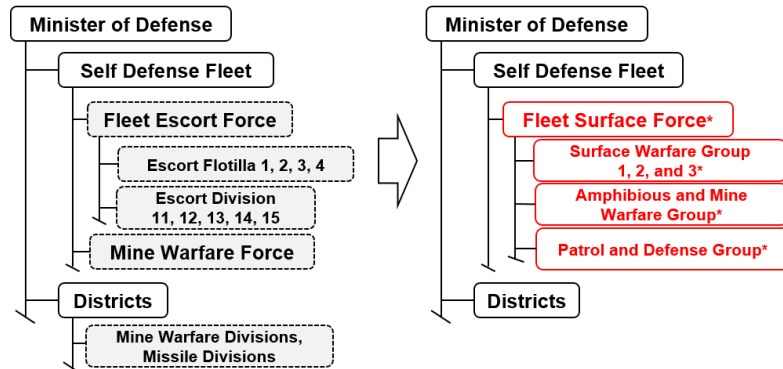 Minister of Defense
Self Defense Fleet
Fleet Escort Force
Escort Flotilla 1, 2, 3, 4
Escort Division
11, 12, 13, 14, 15
Mine Warfare Force
Districts
Mine Warfare Divisions,
Missile Divisions
Minister of Defense
Self Defense Fleet
Fleet Surface Force*
Surface Warfare Group
1, 2, and 3*
Amphibious and Mine
Warfare Group*
Patrol and Defense Group*
Districts